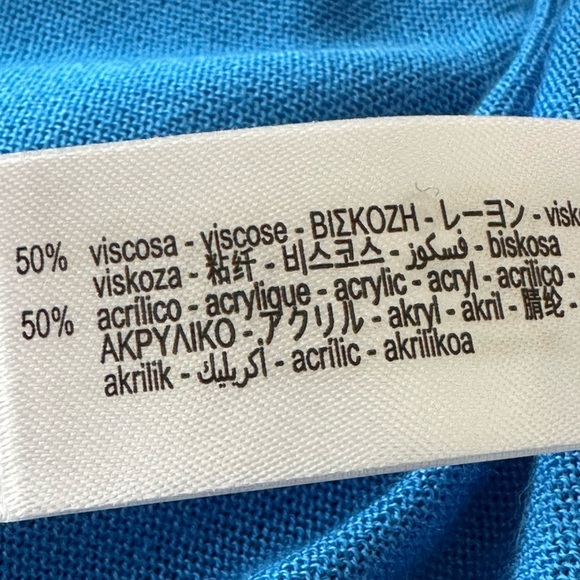 50% viscosa - viscose - ΒΙΣΚΟΖΗ - レーヨン -
viskoza - 粘纤 - 비스코스 - فسكوز - biskosa
50% acrílico - acrylique - acrylic - acryl - acrilico -
ΑΚΡΥΛΙΚΟ - アクリル - akryl - akril - 腈纶 -
akrilik - أكريليك - acrílic - akrilikoa